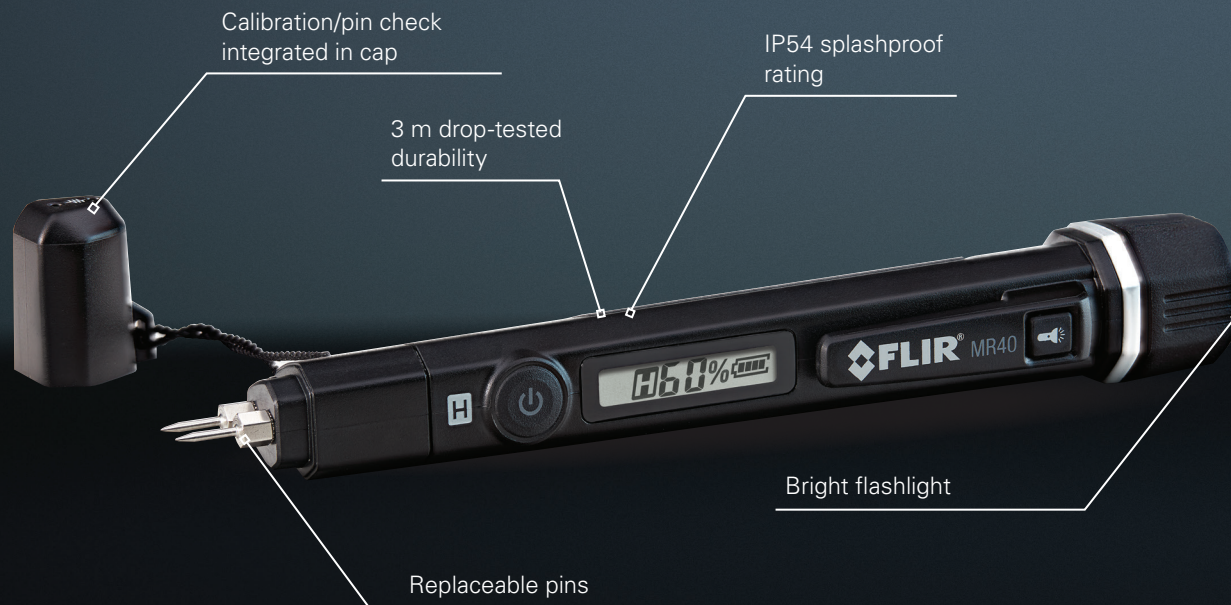 Calibration/pin check
integrated in cap
IP54 splashproof
rating
3 m drop-tested
durability
H
H60%
FLIR® MR40
Bright flashlight
Replaceable pins